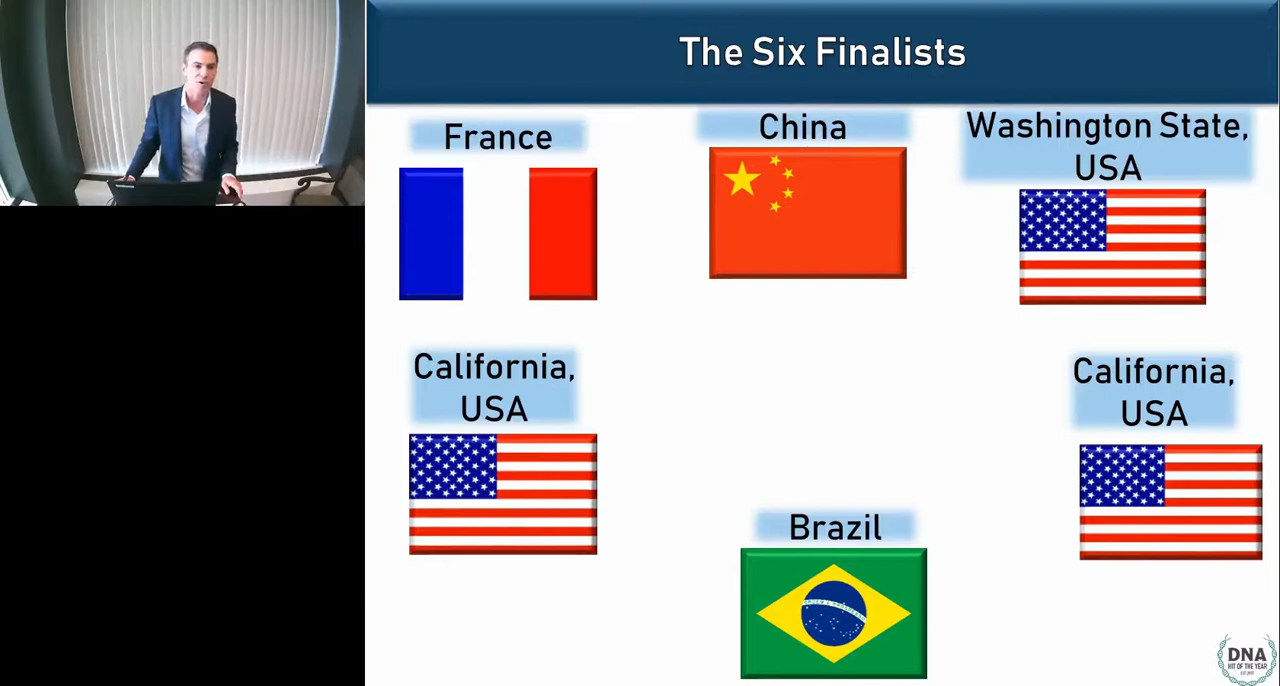 The Six Finalists
France
China
Washington State,
USA
California,
USA
California,
USA
Brazil
DNA
HIT OF THE YEAR